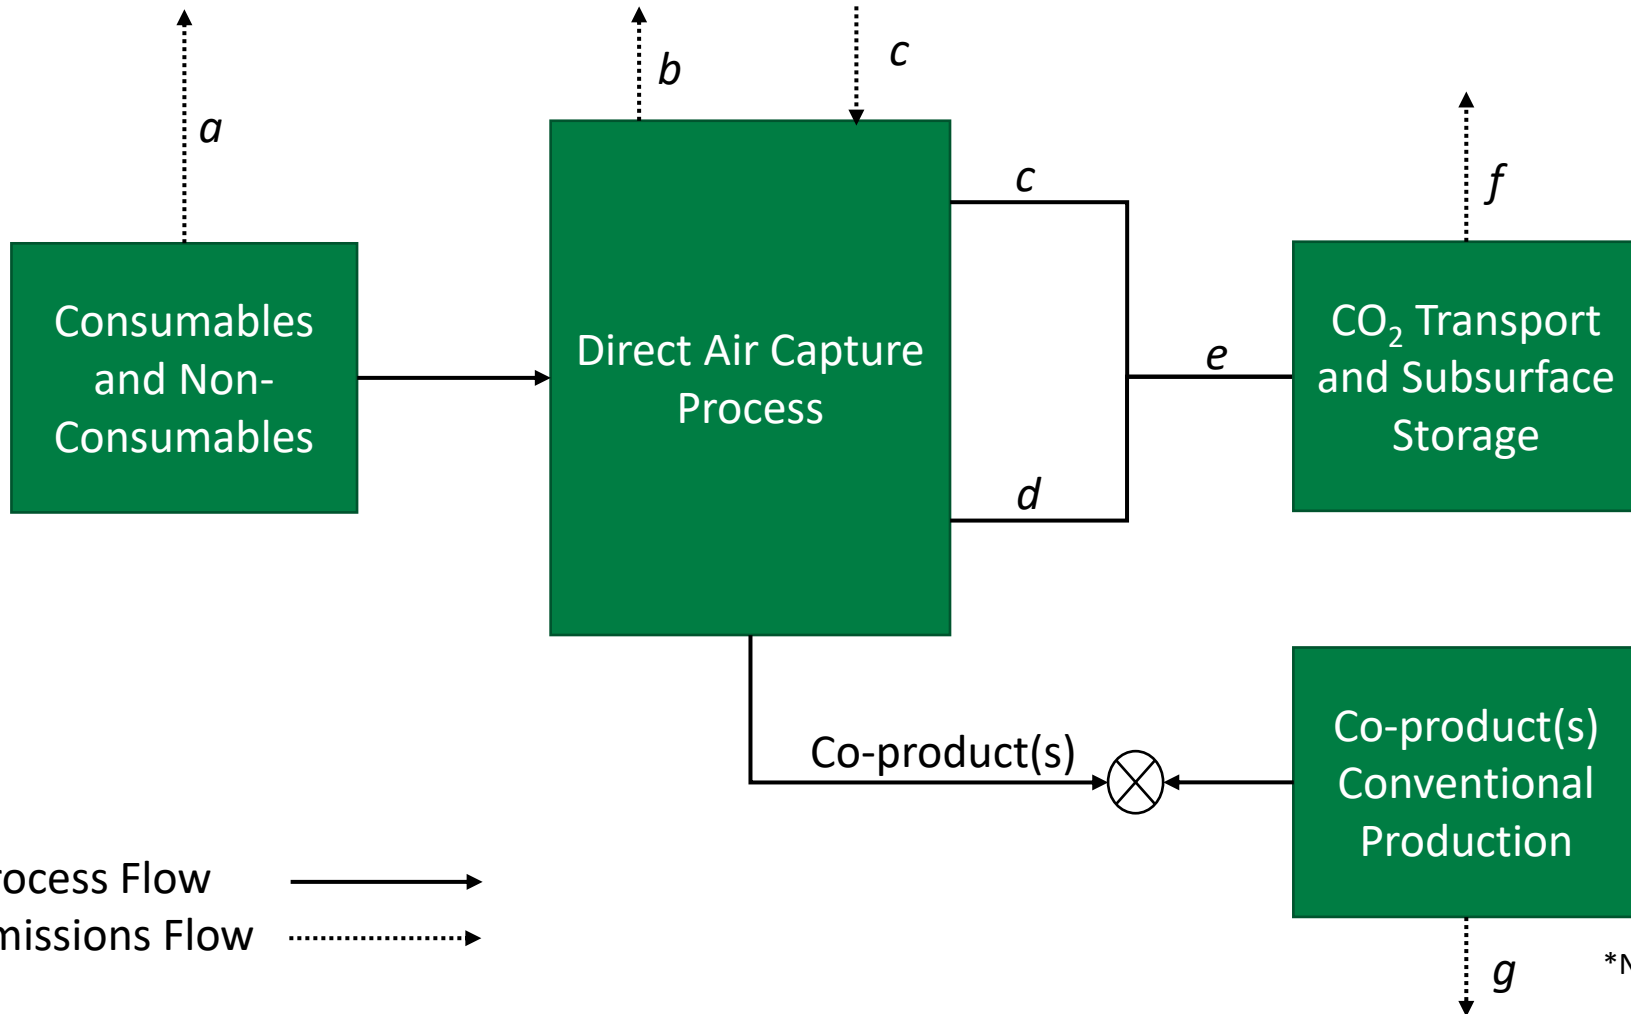 a
b
c
f
c
Consumables
and Non-
Consumables
Direct Air Capture
Process
e
CO₂ Transport
and Subsurface
Storage
d
Co-product(s)
Co-product(s)
Conventional
Production
rocess Flow
missions Flow
g
*N